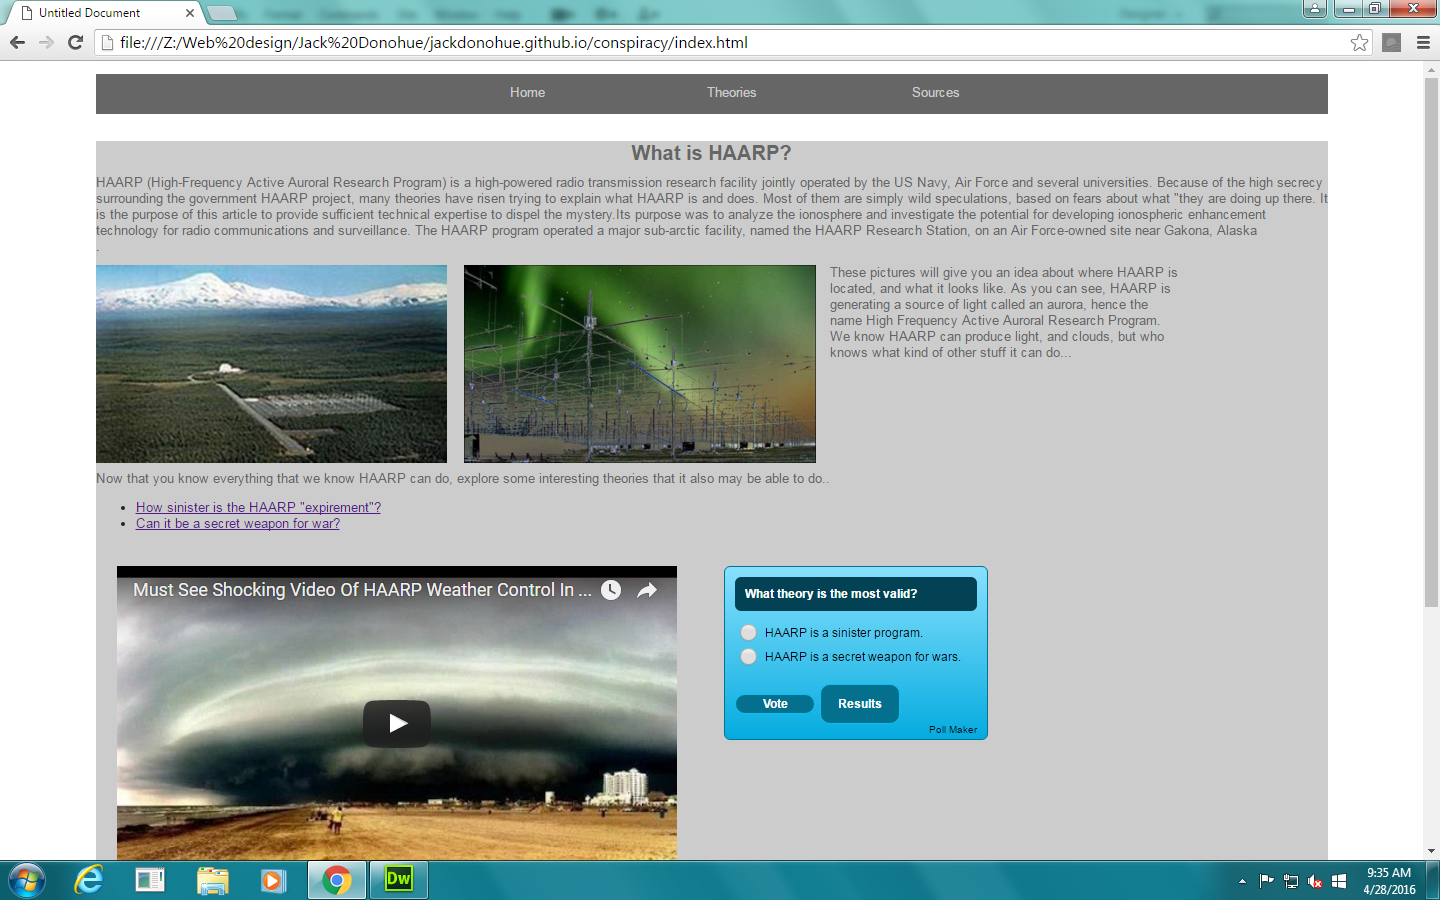 Untitled Document
file:///Z:/Web%20design/Jack%20Donohue/jackdonohue.github.io/conspiracy/index.html
Home Theories Sources
What is HAARP?
HAARP (High-Frequency Active Auroral Research Program) is a high-powered radio transmission research facility jointly operated by the US Navy, Air Force and several universities. Because of the high secrecy
surrounding the government HAARP project, many theories have risen trying to explain what HAARP is and does. Most of them are simply wild speculations, based on fears about what "they are doing up there. It
is the purpose of this article to provide sufficient technical expertise to dispel the mystery.Its purpose was to analyze the ionosphere and investigate the potential for developing ionospheric enhancement
technology for radio communications and surveillance. The HAARP program operated a major sub-arctic facility, named the HAARP Research Station, on an Air Force-owned site near Gakona, Alaska
.
These pictures will give you an idea about where HAARP is
located, and what it looks like. As you can see, HAARP is
generating a source of light called an aurora, hence the
name High Frequency Active Auroral Research Program.
We know HAARP can produce light, and clouds, but who
knows what kind of other stuff it can do...
Now that you know everything that we know HAARP can do, explore some interesting theories that it also may be able to do..
• How sinister is the HAARP "expirement"?
• Can it be a secret weapon for war?
Must See Shocking Video Of HAARP Weather Control In ...
What theory is the most valid?
HAARP is a sinister program.
HAARP is a secret weapon for wars.
Vote Results
Poll Maker
Dw
9:35 AM
4/28/2016